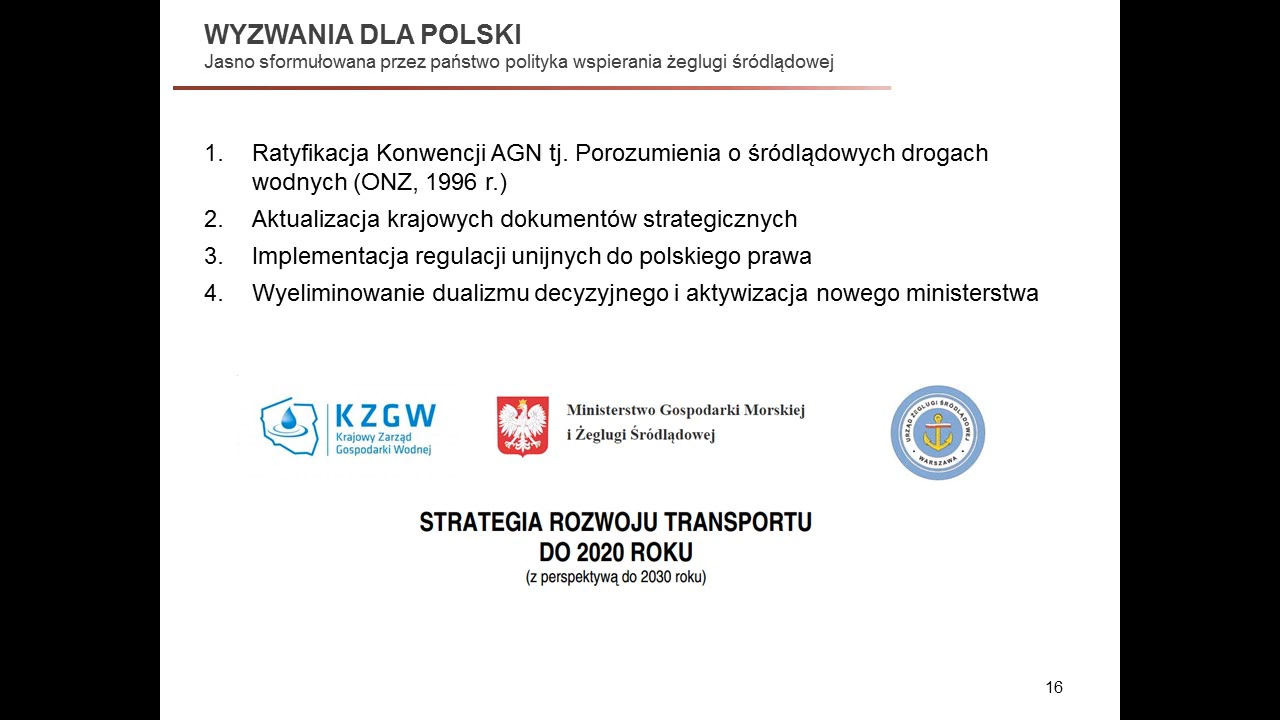 WYZWANIA DLA POLSKI
Jasno sformułowana przez państwo polityka wspierania żeglugi śródlądowej
1. Ratyfikacja Konwencji AGN tj. Porozumienia o śródlądowych drogach
wodnych (ONZ, 1996 r.)
2. Aktualizacja krajowych dokumentów strategicznych
3. Implementacja regulacji unijnych do polskiego prawa
4. Wyeliminowanie dualizmu decyzyjnego i aktywizacja nowego ministerstwa
KZGW
Krajowy Zarząd
Gospodarki Wodnej
Ministerstwo Gospodarki Morskiej
i Żeglugi Śródlądowej
URZĄD ŻEGLUGI ŚRÓDLĄDOWEJ
• WARSZAWA •
STRATEGIA ROZWOJU TRANSPORTU
DO 2020 ROKU
(z perspektywą do 2030 roku)
16